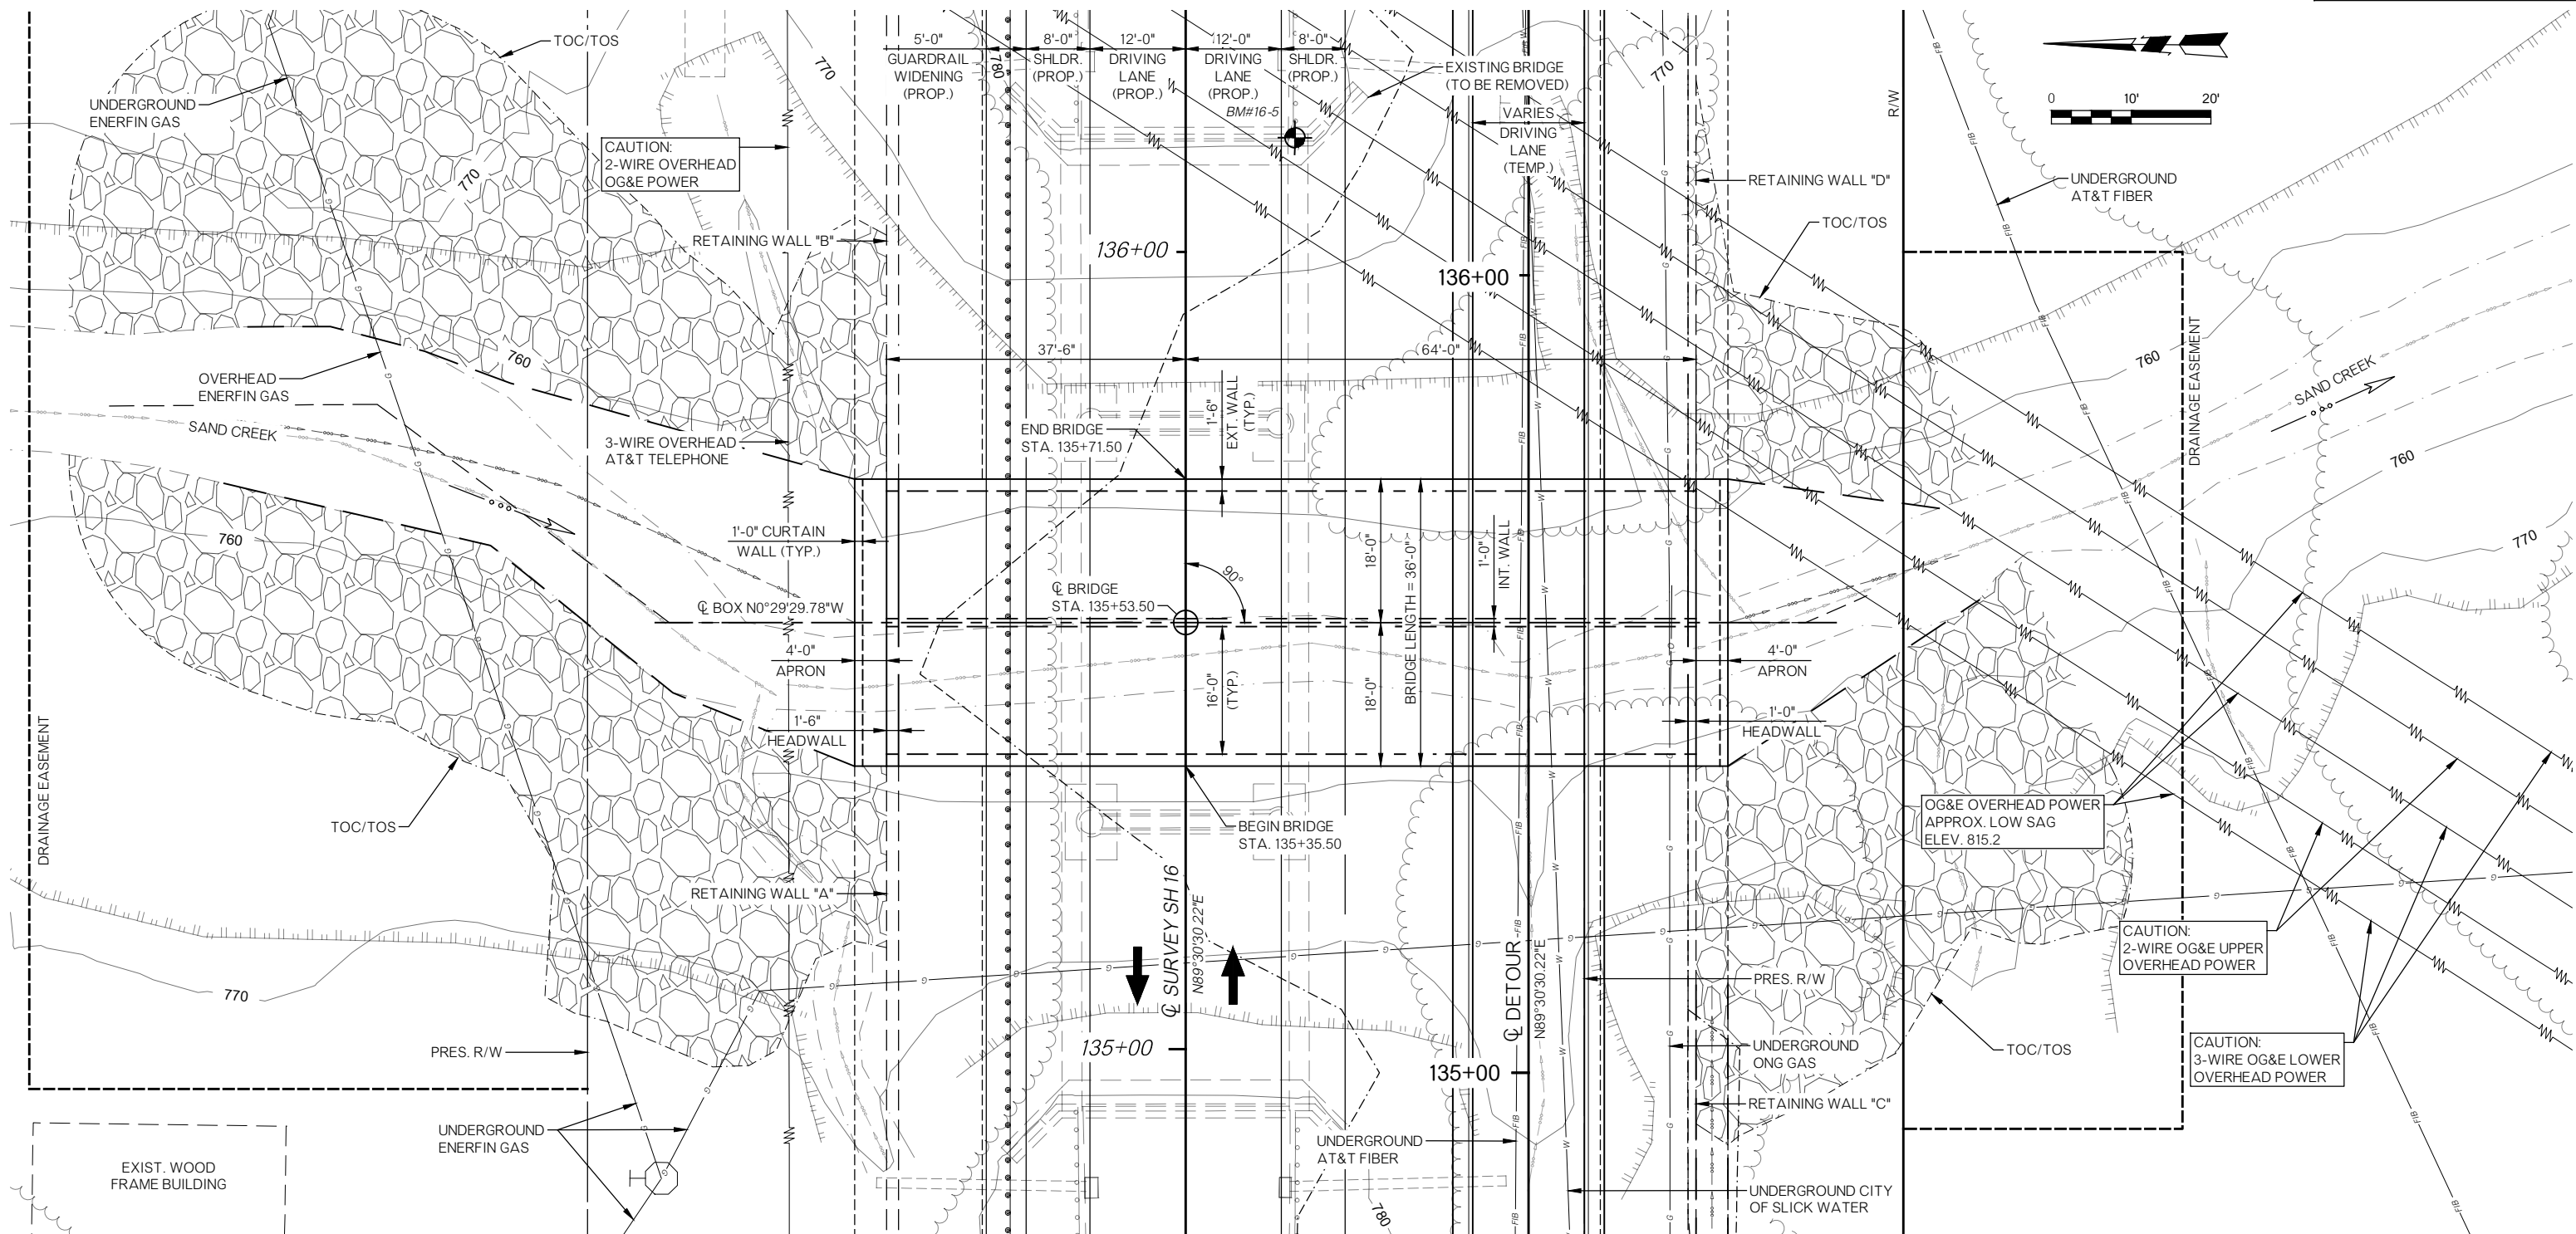 TOC/TOS
UNDERGROUND
ENERFIN GAS
770
770
CAUTION:
2-WIRE OVERHEAD
OG&E POWER
5'-0"
GUARDRAIL
WIDENING
(PROP.)
780
8'-0"
SHLDR.
(PROP.)
12'-0"
DRIVING
LANE
(PROP.)
12'-0"
DRIVING
LANE
(PROP.)
8'-0"
SHLDR.
(PROP.)
BM#16-5
EXISTING BRIDGE
(TO BE REMOVED)
VARIES
DRIVING
LANE
(TEMP.)
770
R/W
0 10' 20'
RETAINING WALL "D"
TOC/TOS
UNDERGROUND
AT&T FIBER
RETAINING WALL "B"
136+00
136+00
37'-6"
64'-0"
760
OVERHEAD
ENERFIN GAS
SAND CREEK
3-WIRE OVERHEAD
AT&T TELEPHONE
END BRIDGE
STA. 135+71.50
1'-6"
EXT. WALL
(TYP.)
760
SAND CREEK
DRAINAGE EASEMENT
760
770
760
1'-0" CURTAIN
WALL (TYP.)
90°
18'-0"
BRIDGE LENGTH = 36'-0"
1'-0"
INT. WALL
℄ BOX N0°29'29.78"W
℄ BRIDGE
STA. 135+53.50
4'-0"
APRON
16'-0"
(TYP.)
18'-0"
4'-0"
APRON
1'-6"
HEADWALL
1'-0"
HEADWALL
DRAINAGE EASEMENT
TOC/TOS
BEGIN BRIDGE
STA. 135+35.50
OG&E OVERHEAD POWER
APPROX. LOW SAG
ELEV. 815.2
RETAINING WALL "A"
℄ SURVEY SH 16
N89°30'30.22"E
℄ DETOUR
N89°30'30.22"E
CAUTION:
2-WIRE OG&E UPPER
OVERHEAD POWER
770
PRES. R/W
PRES. R/W
135+00
135+00
UNDERGROUND
ONG GAS
TOC/TOS
CAUTION:
3-WIRE OG&E LOWER
OVERHEAD POWER
RETAINING WALL "C"
UNDERGROUND
ENERFIN GAS
UNDERGROUND
AT&T FIBER
EXIST. WOOD
FRAME BUILDING
780
UNDERGROUND CITY
OF SLICK WATER